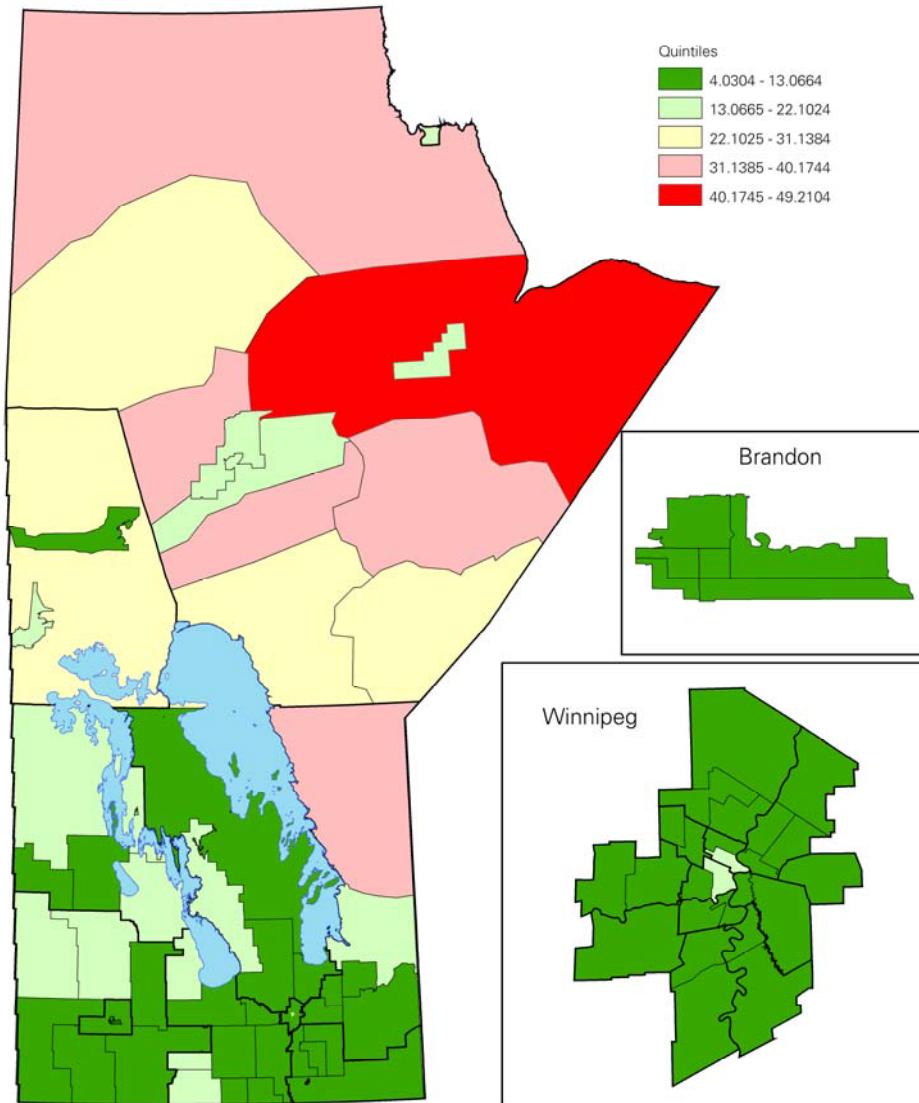 Quintiles
4.0304 - 13.0664
13.0665 - 22.1024
22.1025 - 31.1384
31.1385 - 40.1744
40.1745 - 49.2104
Brandon
Winnipeg